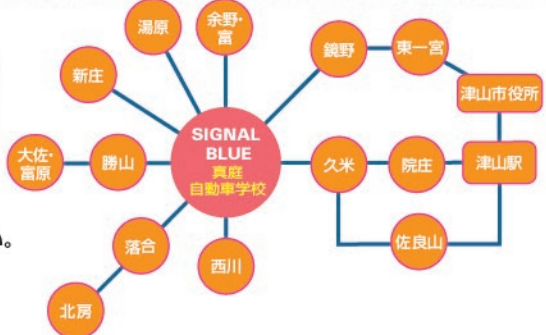 湯原
余野・
富
新庄
鏡野
東一宮
津山市役所
大佐・
富原
勝山
SIGNAL
BLUE
真庭
自動車学校
久米
院庄
津山駅
い。
落合
西川
佐良山
北房